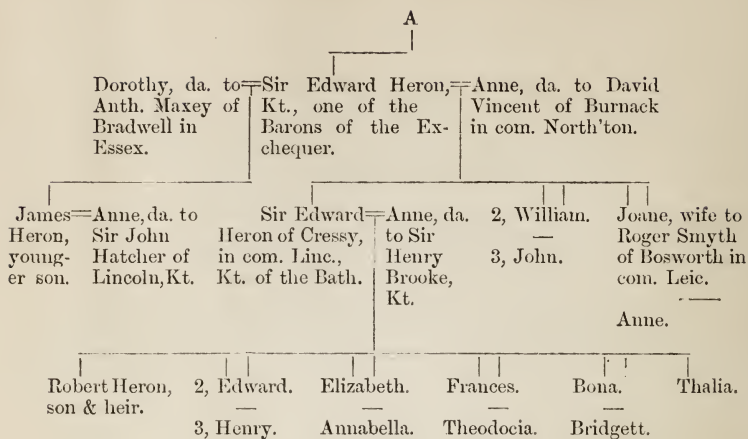 A
Dorothy, da. to
Anth. Maxey of
Bradwell in
Essex.
Sir Edward Heron,
Kt., one of the
Barons of the Ex-
chequer.
Anne, da. to David
Vincent of Burnack
in com. North'ton.
James
Heron,
young-
er son.
Anne, da. to
Sir John
Hatcher of
Lincoln, Kt.
Sir Edward
Heron of Cressy,
in com. Linc.,
Kt. of the Bath.
Anne, da.
to Sir
Henry
Brooke,
Kt.
2, William.
—
3, John.
Joane, wife to
Roger Smyth
of Bosworth in
com. Leic.
—
Anne.
Robert Heron,
son & heir.
2, Edward.
—
3, Henry.
Elizabeth.
—
Annabella.
Frances.
—
Theodocia.
Bona.
—
Bridgett.
Thalia.